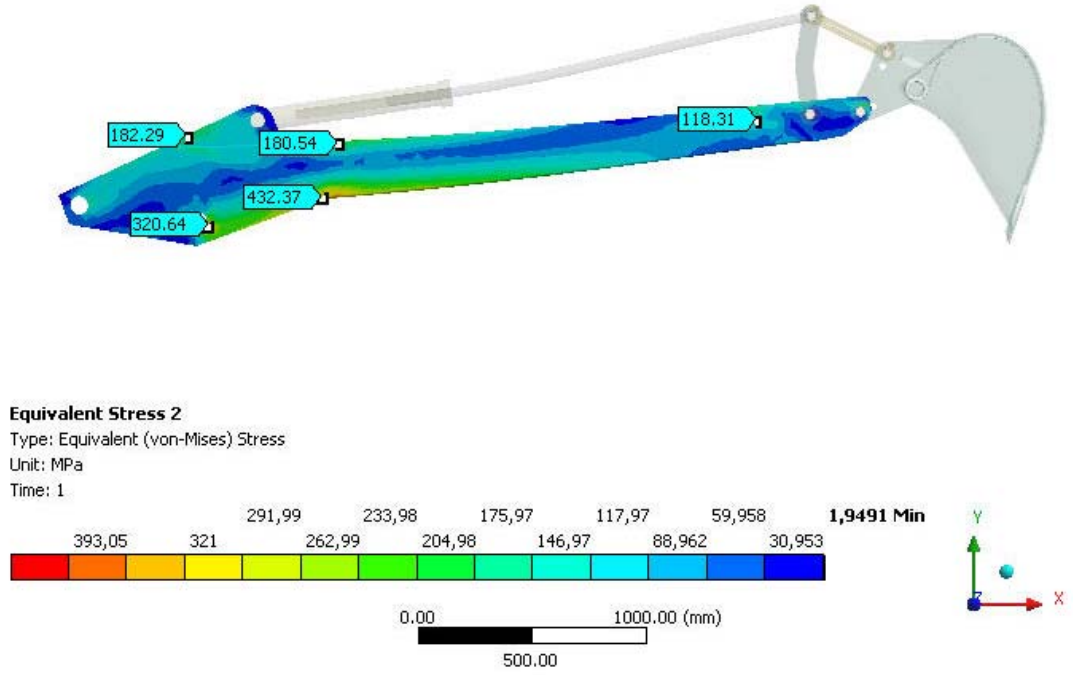 182.29
180.54
118.31
432.37
320.64
Equivalent Stress 2
Type: Equivalent (von-Mises) Stress
Unit: MPa
Time: 1
291,99 233,98 175,97 117,97 59,958 1,9491 Min
393,05 321 262,99 204,98 146,97 88,962 30,953
0.00 1000.00 (mm)
500.00
Y
Z X